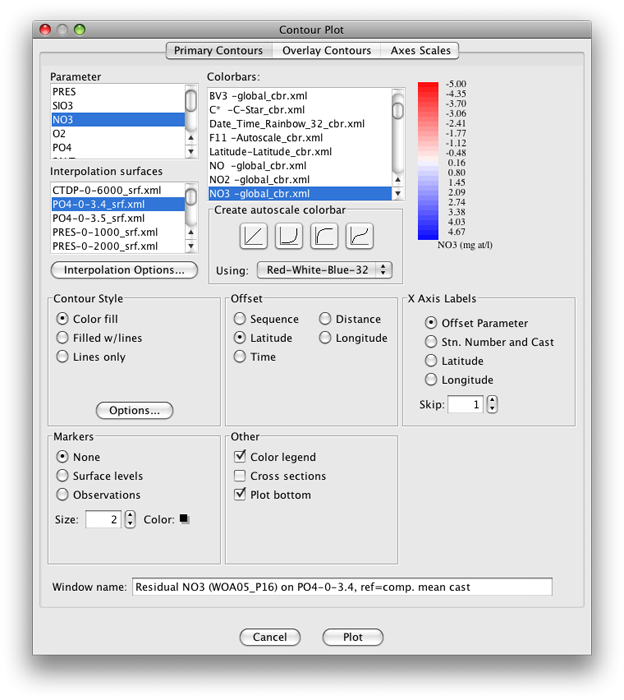 Contour Plot
Primary Contours Overlay Contours Axes Scales
Parameter
PRES
SIO3
NO3
O2
PO4
Interpolation surfaces
CTDP-0-6000_srf.xml
PO4-0-3.4_srf.xml
PO4-0-3.5_srf.xml
PRES-0-1000_srf.xml
PRES-0-2000_srf.xml
Interpolation Options...
Colorbars:
BV3 -global_cbr.xml
C* -C-Star_cbr.xml
Date_Time_Rainbow_32_cbr.xml
F11 -Autoscale_cbr.xml
Latitude-Latitude_cbr.xml
NO -global_cbr.xml
NO2 -global_cbr.xml
NO3 -global_cbr.xml
Create autoscale colorbar
Using: Red-White-Blue-32
-5.00
-4.35
-3.70
-3.06
-2.41
-1.77
-1.12
-0.48
0.16
0.80
1.45
2.09
2.74
3.38
4.03
4.67
NO3 (mg at/l)
Contour Style
Color fill
Filled w/lines
Lines only
Options...
Offset
Sequence Distance
Latitude Longitude
Time
X Axis Labels
Offset Parameter
Stn. Number and Cast
Latitude
Longitude
Skip: 1
Markers
None
Surface levels
Observations
Size: 2 Color:
Other
Color legend
Cross sections
Plot bottom
Window name: Residual NO3 (WOA05_P16) on PO4-0-3.4, ref=comp. mean cast
Cancel Plot